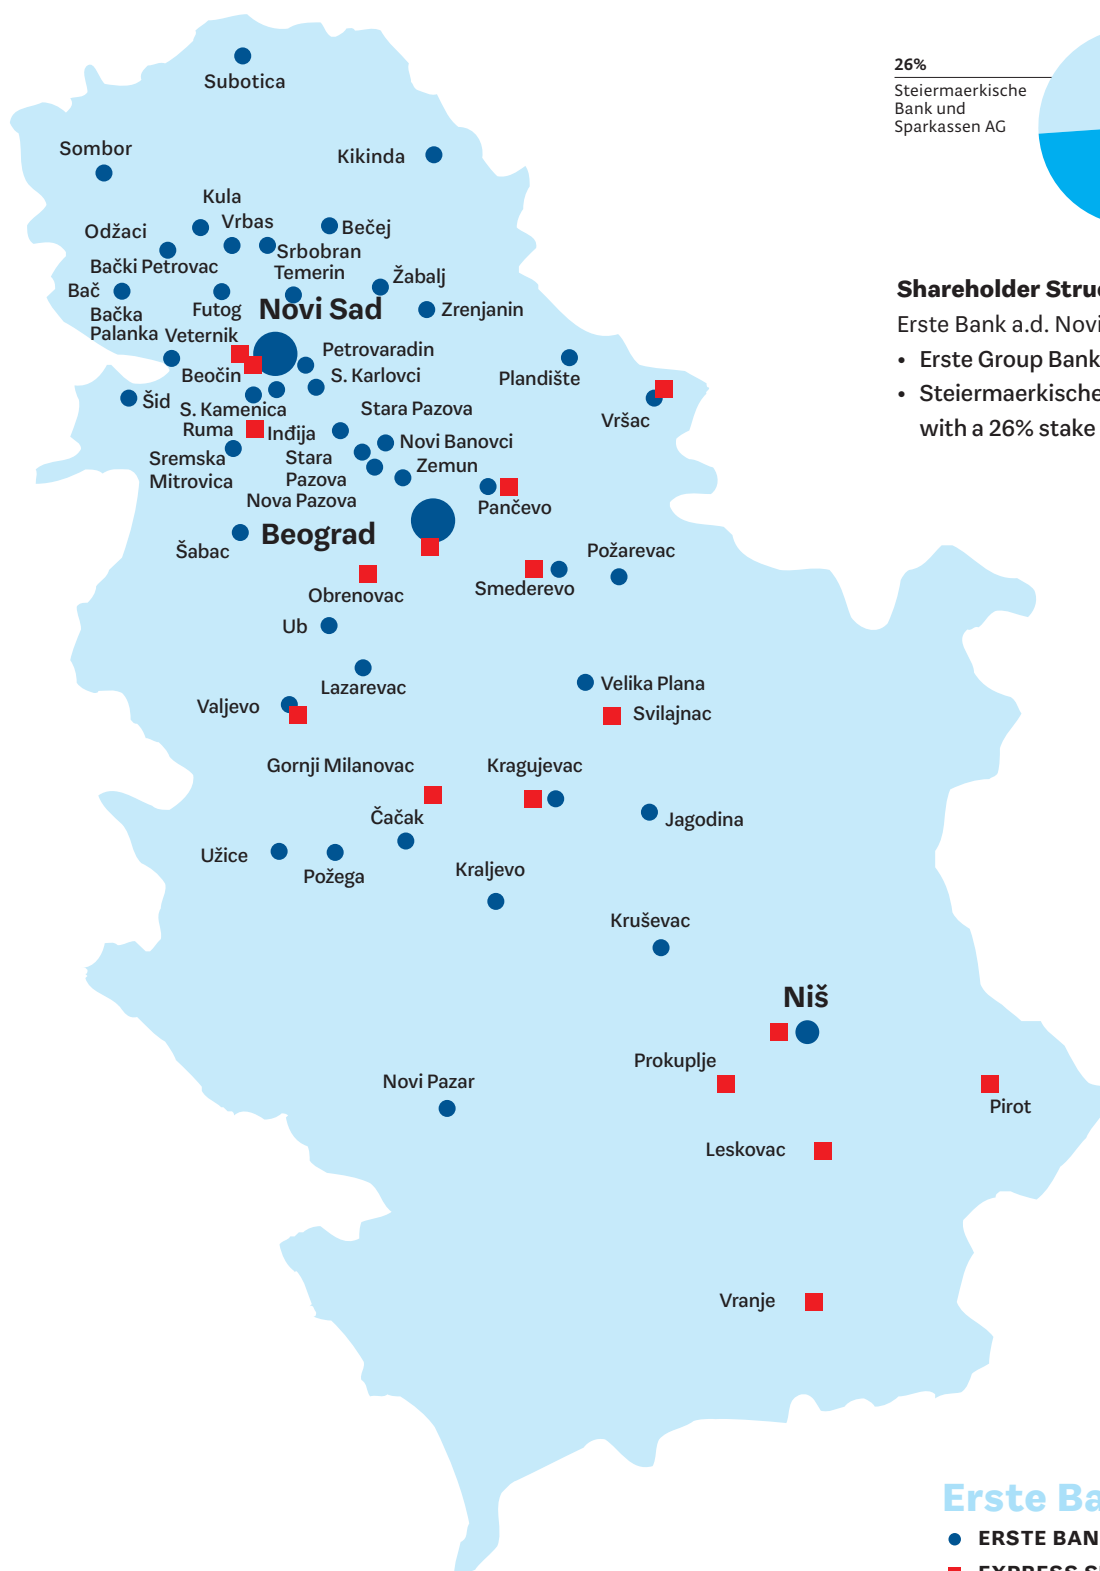 Subotica
Sombor
Kikinda
Kula
Odžaci
Vrbas
Bečej
Srbobran
Bački Petrovac
Temerin
Žabalj
Bač
Futog
Novi Sad
Zrenjanin
Bačka
Palanka
Veternik
Petrovaradin
Beočin
S. Karlovci
Plandište
Šid
S. Kamenica
Stara Pazova
Vršac
Ruma
Inđija
Novi Banovci
Sremska
Mitrovica
Stara
Pazova
Zemun
Nova Pazova
Pančevo
Beograd
Šabac
Požarevac
Smederevo
Obrenovac
Ub
Lazarevac
Velika Plana
Valjevo
Svilajnac
Gornji Milanovac
Kragujevac
Čačak
Jagodina
Užice
Požega
Kraljevo
Kruševac
Niš
Prokuplje
Novi Pazar
Pirot
Leskovac
Vranje
26%
Steiermaerkische
Bank und
Sparkassen AG
Shareholder Struc
Erste Bank a.d. Novi
• Erste Group Bank
• Steiermaerkische
with a 26% stake
Erste Ba
ERSTE BAN
EXPRESS S